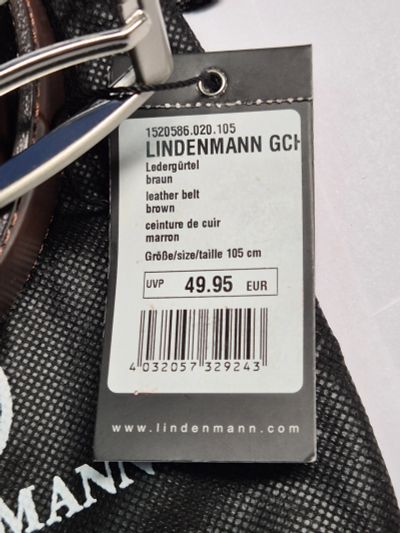 1520586.020.105
LINDENMANN GCH
Ledergürtel
braun
leather belt
brown
ceinture de cuir
marron
Größe/size/taille 105 cm
UVP 49.95 EUR
4 032057 329243
www.lindenmann.com
MANN